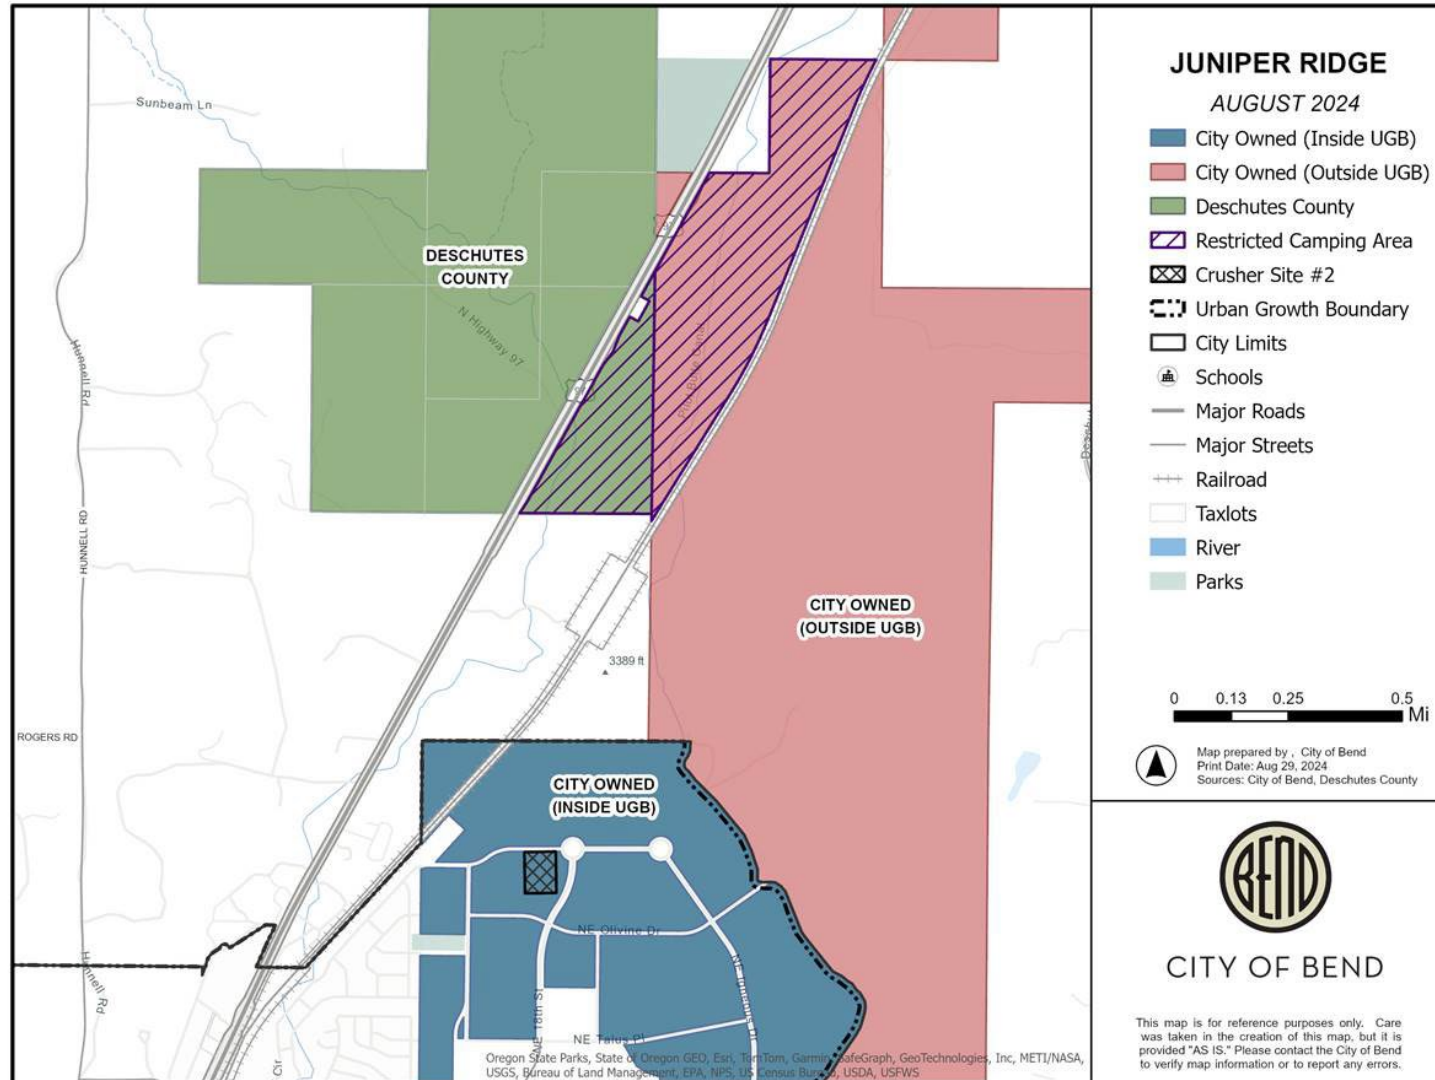 JUNIPER RIDGE
AUGUST 2024
City Owned (Inside UGB)
City Owned (Outside UGB)
Deschutes County
Restricted Camping Area
Crusher Site #2
Urban Growth Boundary
City Limits
Schools
Major Roads
Major Streets
Railroad
Taxlots
River
Parks
0 0.13 0.25 0.5
Mi
Map prepared by , City of Bend
Print Date: Aug 29, 2024
Sources: City of Bend, Deschutes County
BEND
CITY OF BEND
This map is for reference purposes only. Care
was taken in the creation of this map, but it is
provided "AS IS." Please contact the City of Bend
to verify map information or to report any errors.
Sunbeam Ln
DESCHUTES
COUNTY
N Highway 97
Hunnell Rd
Pilot Butte Canal
HUNNELL RD
CITY OWNED
(OUTSIDE UGB)
3389 ft
ROGERS RD
CITY OWNED
(INSIDE UGB)
NE Olivine Dr
Hunnell Rd
NE 18th St
NE Talus Pl
Cir
Oregon State Parks, State of Oregon GEO, Esri, TomTom, Garmin, SafeGraph, GeoTechnologies, Inc, METI/NASA,
USGS, Bureau of Land Management, EPA, NPS, US Census Bureau, USDA, USFWS